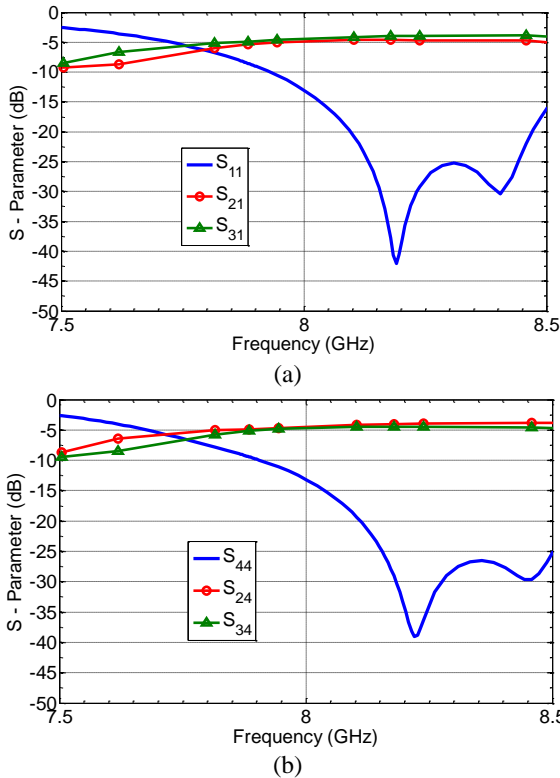 0
-5
-10
-15
-20
-25
-30
-35
-40
-45
-50
S - Parameter (dB)
S11
S21
S31
7.5 8 8.5
Frequency (GHz)
(a)
0
-5
-10
-15
-20
-25
-30
-35
-40
-45
-50
S - Parameter (dB)
S44
S24
S34
7.5 8 8.5
Frequency (GHz)
(b)